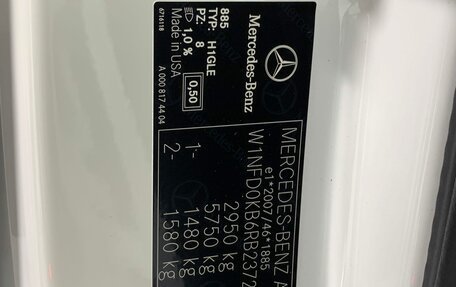 MERCEDES-BENZ A
e1*2007/46*1885
W1NFD0KB6RB2372
2950 kg
5750 kg
1- 1480 kg
2- 1580 kg
Mercedes-Benz
885
TYP: H1GLE
PZ: 8
1,0 % 0,50
Made in USA
6716118
A 000 817 44 04